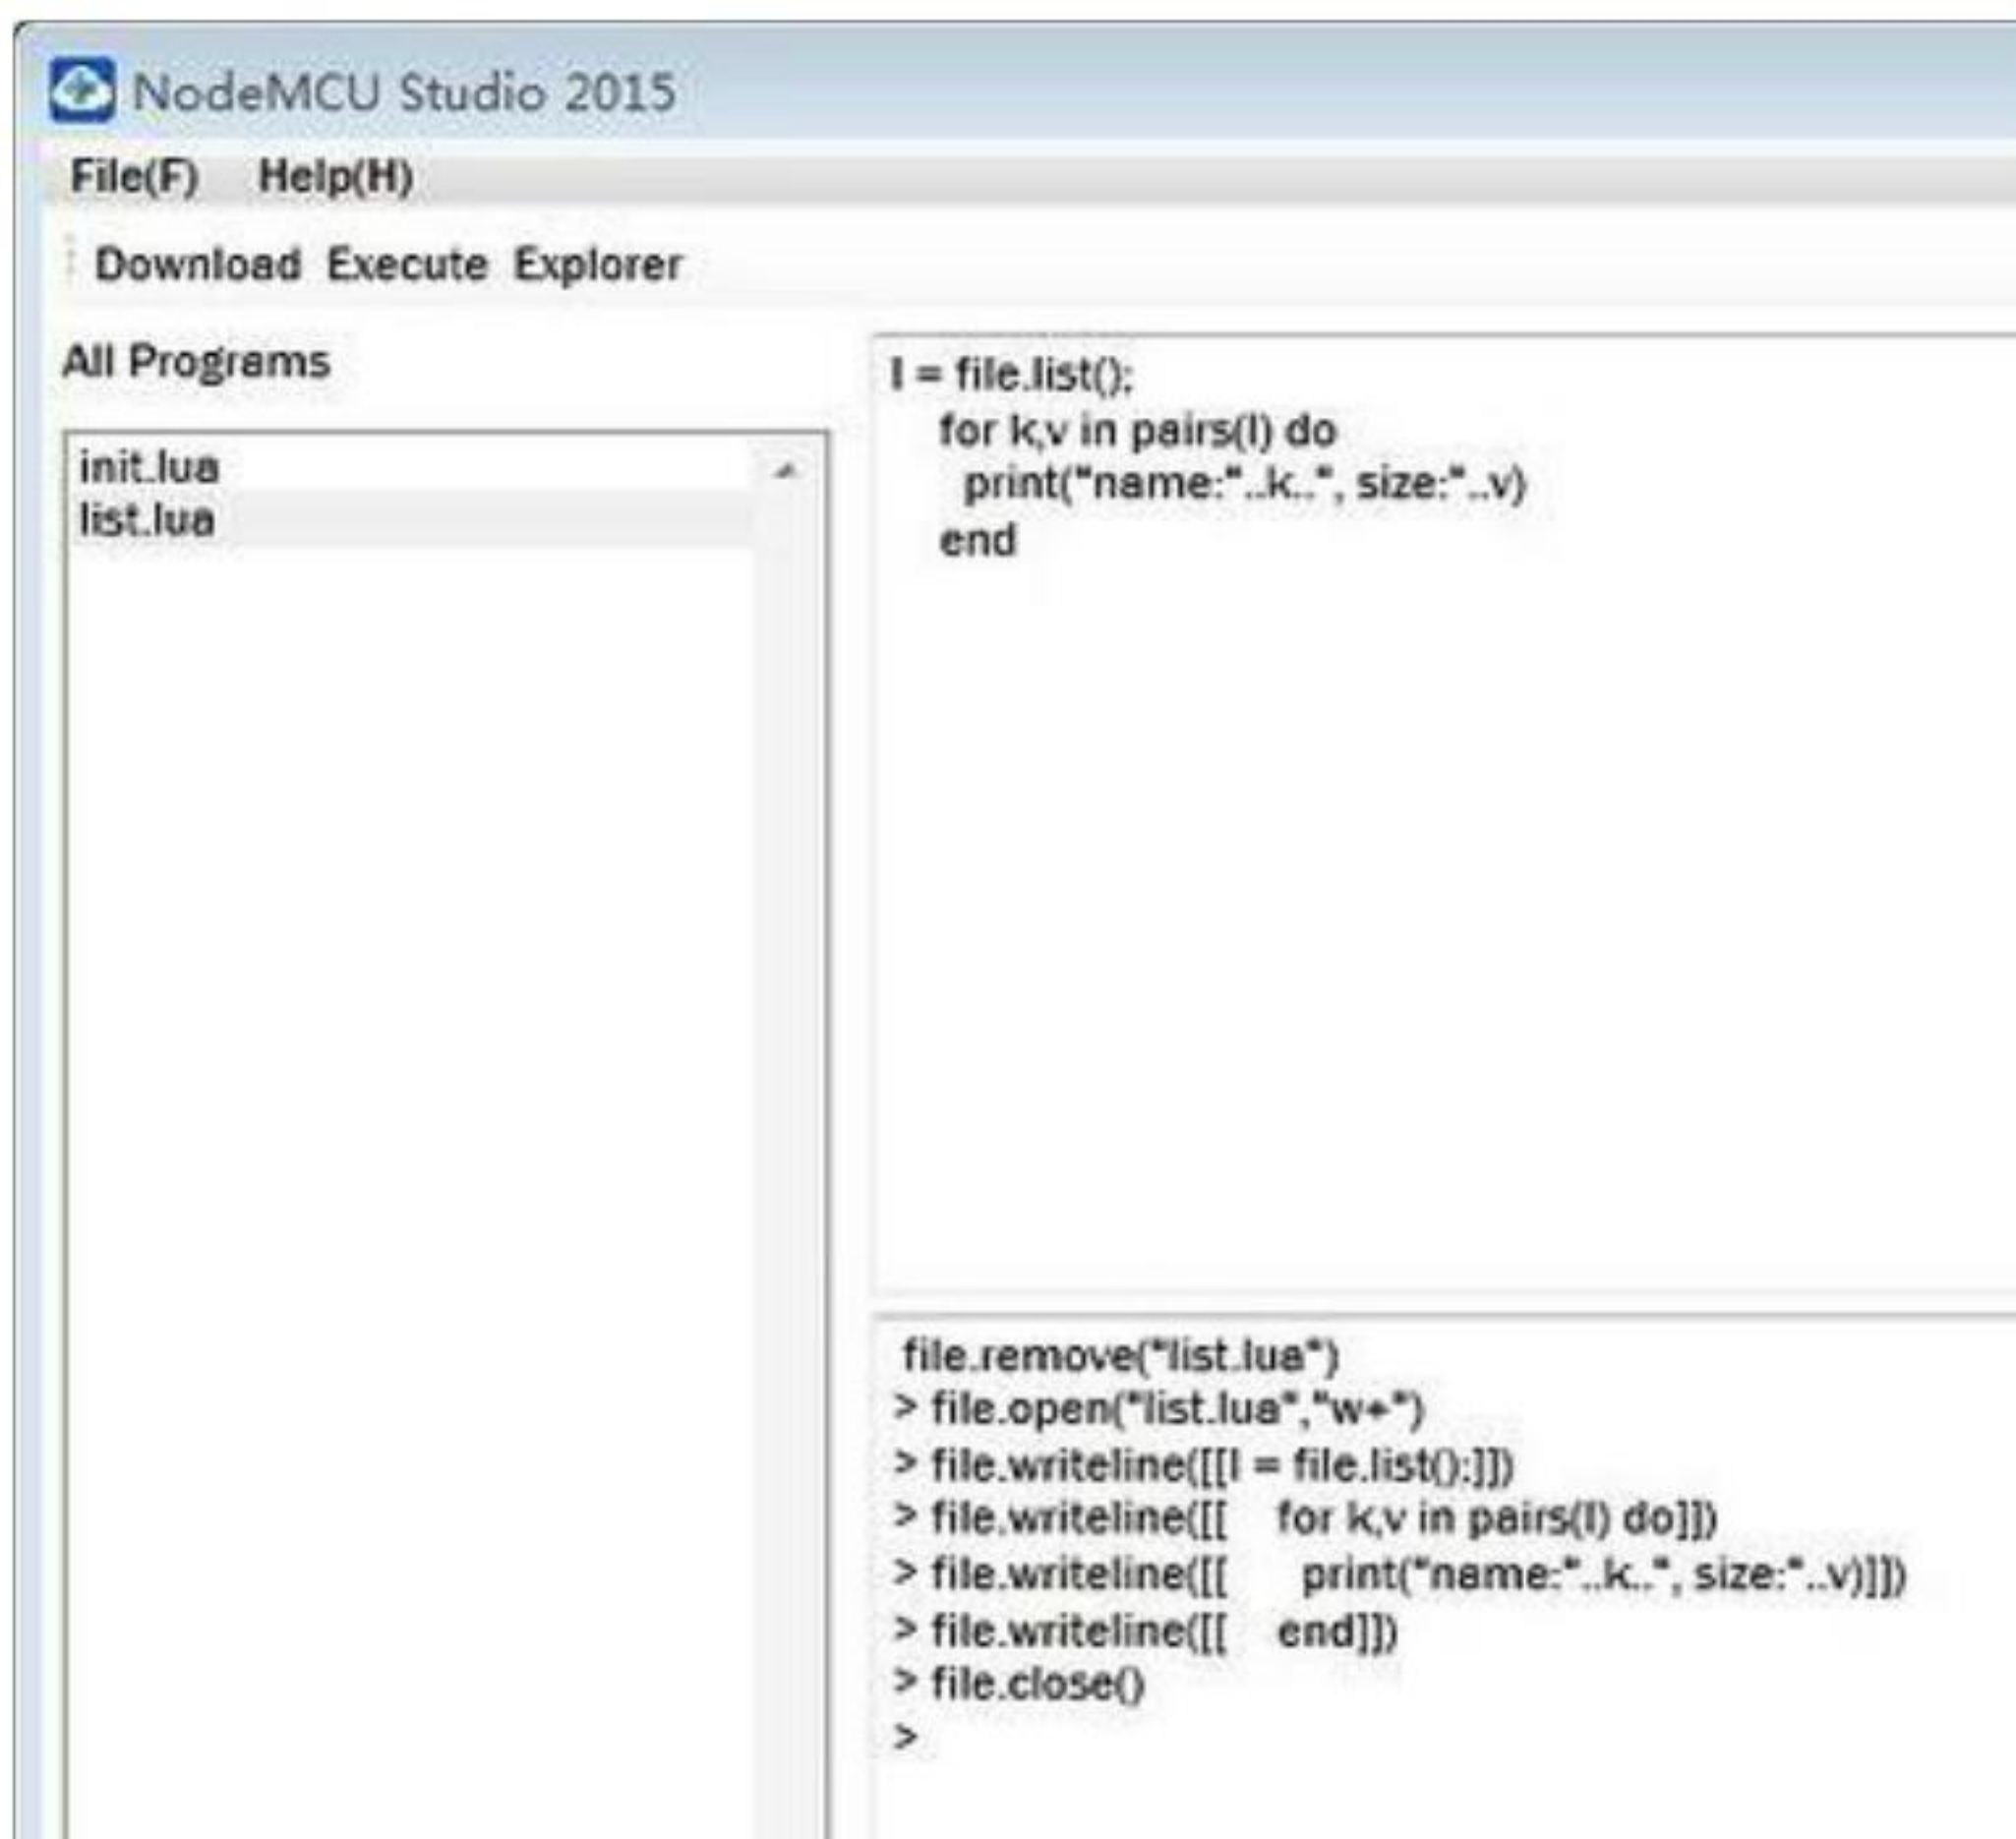 NodeMCU Studio 2015
File(F) Help(H)
Download Execute Explorer
All Programs
init.lua
list.lua
l = file.list();
    for k,v in pairs(l) do
      print("name:"..k..", size:"..v)
    end
file.remove("list.lua")
> file.open("list.lua","w+")
> file.writeline([[l = file.list();]])
> file.writeline([[    for k,v in pairs(l) do]])
> file.writeline([[      print("name:"..k..", size:"..v)]])
> file.writeline([[    end]])
> file.close()
>